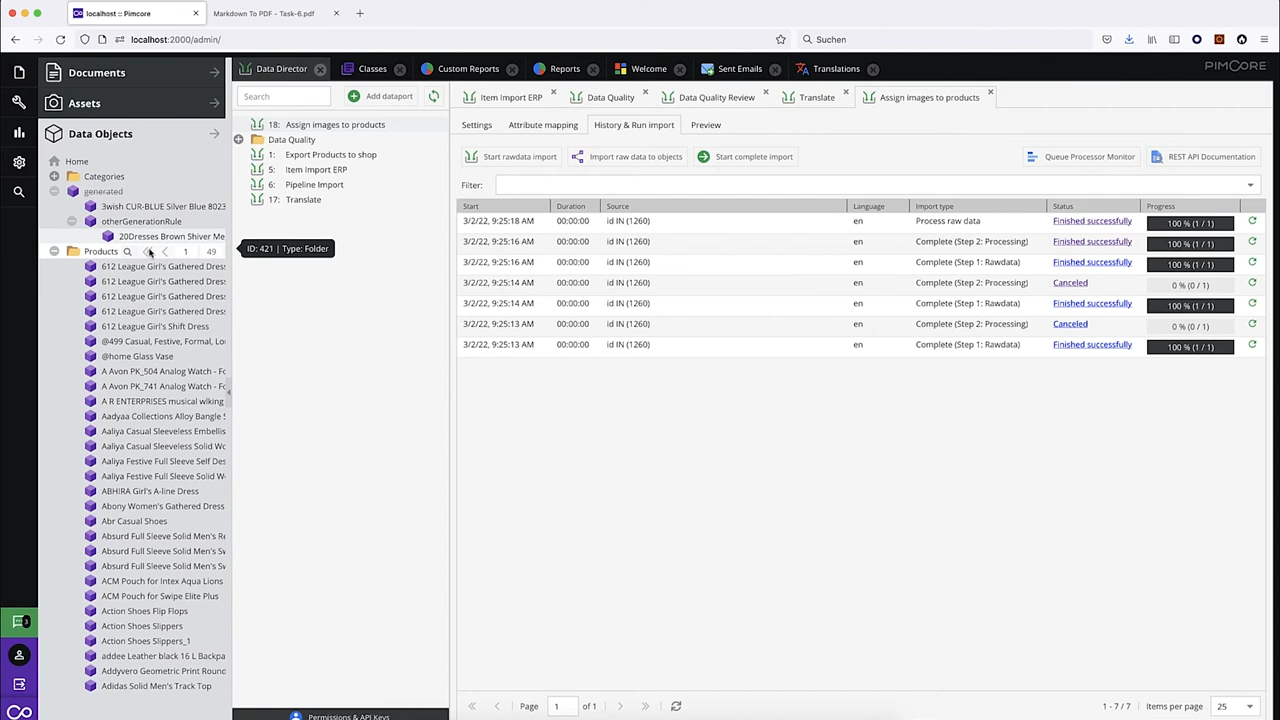 localhost :: Pimcore
Markdown To PDF – Task-6.pdf
localhost:2000/admin/
Suchen
Documents
Assets
Data Objects
Home
Categories
generated
3wish CUR-BLUE Silver Blue 8023
otherGenerationRule
20Dresses Brown Shiver Me
Products
1
49
612 League Girl's Gathered Dress
612 League Girl's Gathered Dress
612 League Girl's Gathered Dress
612 League Girl's Gathered Dress
612 League Girl's Shift Dress
@499 Casual, Festive, Formal, Lo
@home Glass Vase
A Avon PK_504 Analog Watch - Fo
A Avon PK_741 Analog Watch - Fo
A R ENTERPRISES musical wlking
Aadyaa Collections Alloy Bangle S
Aaliya Casual Sleeveless Embellis
Aaliya Casual Sleeveless Solid Wo
Aaliya Festive Full Sleeve Self Des
Aaliya Festive Full Sleeve Solid Wo
ABHIRA Girl's A-line Dress
Abony Women's Gathered Dress
Abr Casual Shoes
Absurd Full Sleeve Solid Men's Re
Absurd Full Sleeve Solid Men's Sw
Absurd Full Sleeve Solid Men's Sw
ACM Pouch for Intex Aqua Lions
ACM Pouch for Swipe Elite Plus
Action Shoes Flip Flops
Action Shoes Slippers
Action Shoes Slippers_1
addee Leather black 16 L Backpa
Addyvero Geometric Print Round
Adidas Solid Men's Track Top
ID: 421 | Type: Folder
Data Director
Classes
Custom Reports
Reports
Welcome
Sent Emails
Translations
PIMCORE
Search
Add dataport
18: Assign images to products
Data Quality
1: Export Products to shop
5: Item Import ERP
6: Pipeline Import
17: Translate
Permissions & API Keys
Item Import ERP
Data Quality
Data Quality Review
Translate
Assign images to products
Settings
Attribute mapping
History & Run import
Preview
Start rawdata import
Import raw data to objects
Start complete import
Queue Processor Monitor
REST API Documentation
Filter:
Start Duration Source Language Import type Status Progress
3/2/22, 9:25:18 AM 00:00:00 id IN (1260) en Process raw data Finished successfully 100 % (1 / 1)
3/2/22, 9:25:16 AM 00:00:00 id IN (1260) en Complete (Step 2: Processing) Finished successfully 100 % (1 / 1)
3/2/22, 9:25:16 AM 00:00:00 id IN (1260) en Complete (Step 1: Rawdata) Finished successfully 100 % (1 / 1)
3/2/22, 9:25:14 AM 00:00:00 id IN (1260) en Complete (Step 2: Processing) Canceled 0 % (0 / 1)
3/2/22, 9:25:14 AM 00:00:00 id IN (1260) en Complete (Step 1: Rawdata) Finished successfully 100 % (1 / 1)
3/2/22, 9:25:13 AM 00:00:00 id IN (1260) en Complete (Step 2: Processing) Canceled 0 % (0 / 1)
3/2/22, 9:25:13 AM 00:00:00 id IN (1260) en Complete (Step 1: Rawdata) Finished successfully 100 % (1 / 1)
Page 1 of 1
1 - 7 / 7
Items per page 25